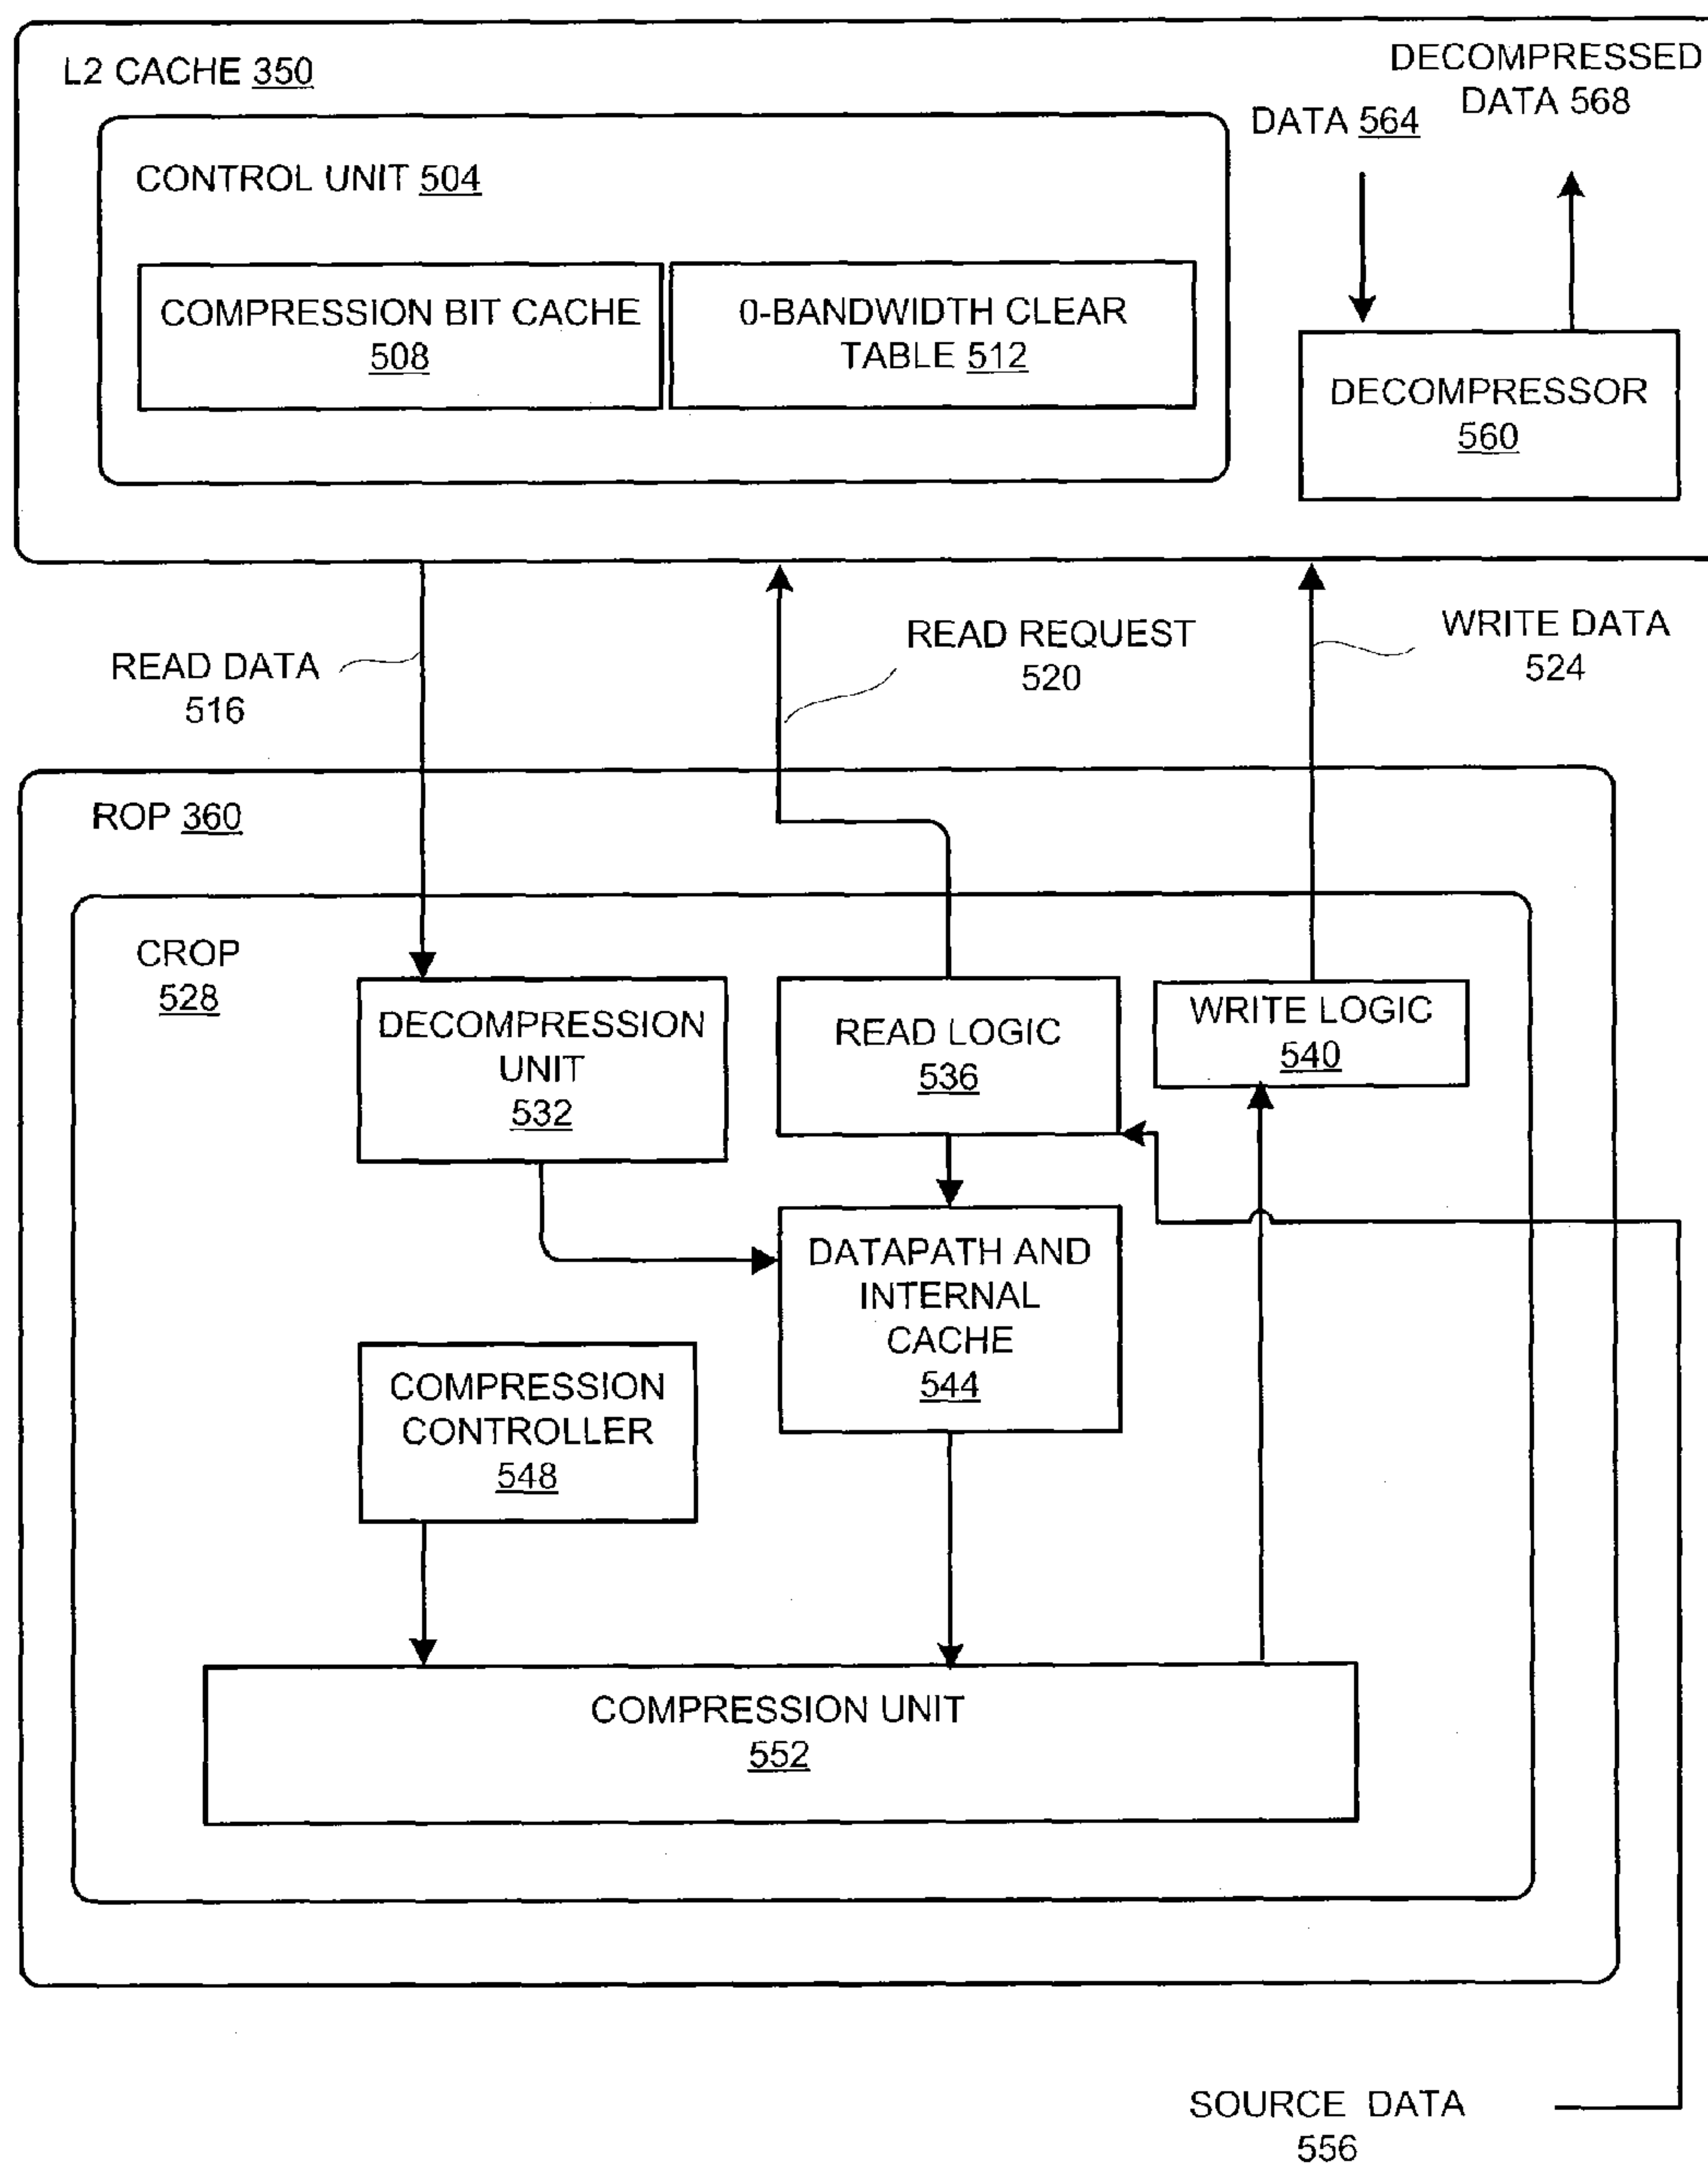 L2 CACHE 350
DECOMPRESSED
DATA 568
DATA 564
CONTROL UNIT 504
COMPRESSION BIT CACHE
508
0-BANDWIDTH CLEAR
TABLE 512
DECOMPRESSOR
560
READ DATA
516
READ REQUEST
520
WRITE DATA
524
ROP 360
CROP
528
DECOMPRESSION
UNIT
532
READ LOGIC
536
WRITE LOGIC
540
DATAPATH AND
INTERNAL
CACHE
544
COMPRESSION
CONTROLLER
548
COMPRESSION UNIT
552
SOURCE DATA
556